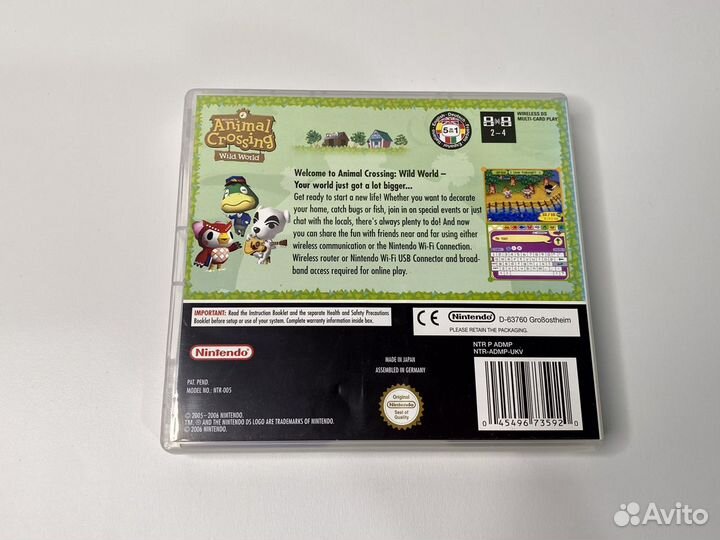 Animal Crossing
Wild World
5 in 1
English Deutsch Français Español Italiano
2-4
WIRELESS DS
MULTI-CARD PLAY
Welcome to Animal Crossing: Wild World –
Your world just got a lot bigger...
Get ready to start a new life! Whether you want to decorate
your home, catch bugs or fish, join in on special events or just
chat with the locals, there's always plenty to do! And now
you can share the fun with friends near and far using either
wireless communication or the Nintendo Wi-Fi Connection.
Wireless router or Nintendo Wi-Fi USB Connector and broad-
band access required for online play.
IMPORTANT: Read the Instruction Booklet and the separate Health and Safety Precautions
Booklet before setup or use of your system. Complete warranty information inside box.
CE Nintendo D-63760 Großostheim
PLEASE RETAIN THE PACKAGING.
Nintendo
MADE IN JAPAN
ASSEMBLED IN GERMANY
NTR P ADMP
NTR-ADMP-UKV
PAT. PEND.
MODEL NO.: NTR-005
Original
Nintendo
Seal of
Quality
© 2005–2006 NINTENDO.
TM, ® AND THE NINTENDO DS LOGO ARE TRADEMARKS OF NINTENDO.
© 2006 NINTENDO.
0 45496 73592 0
Avito